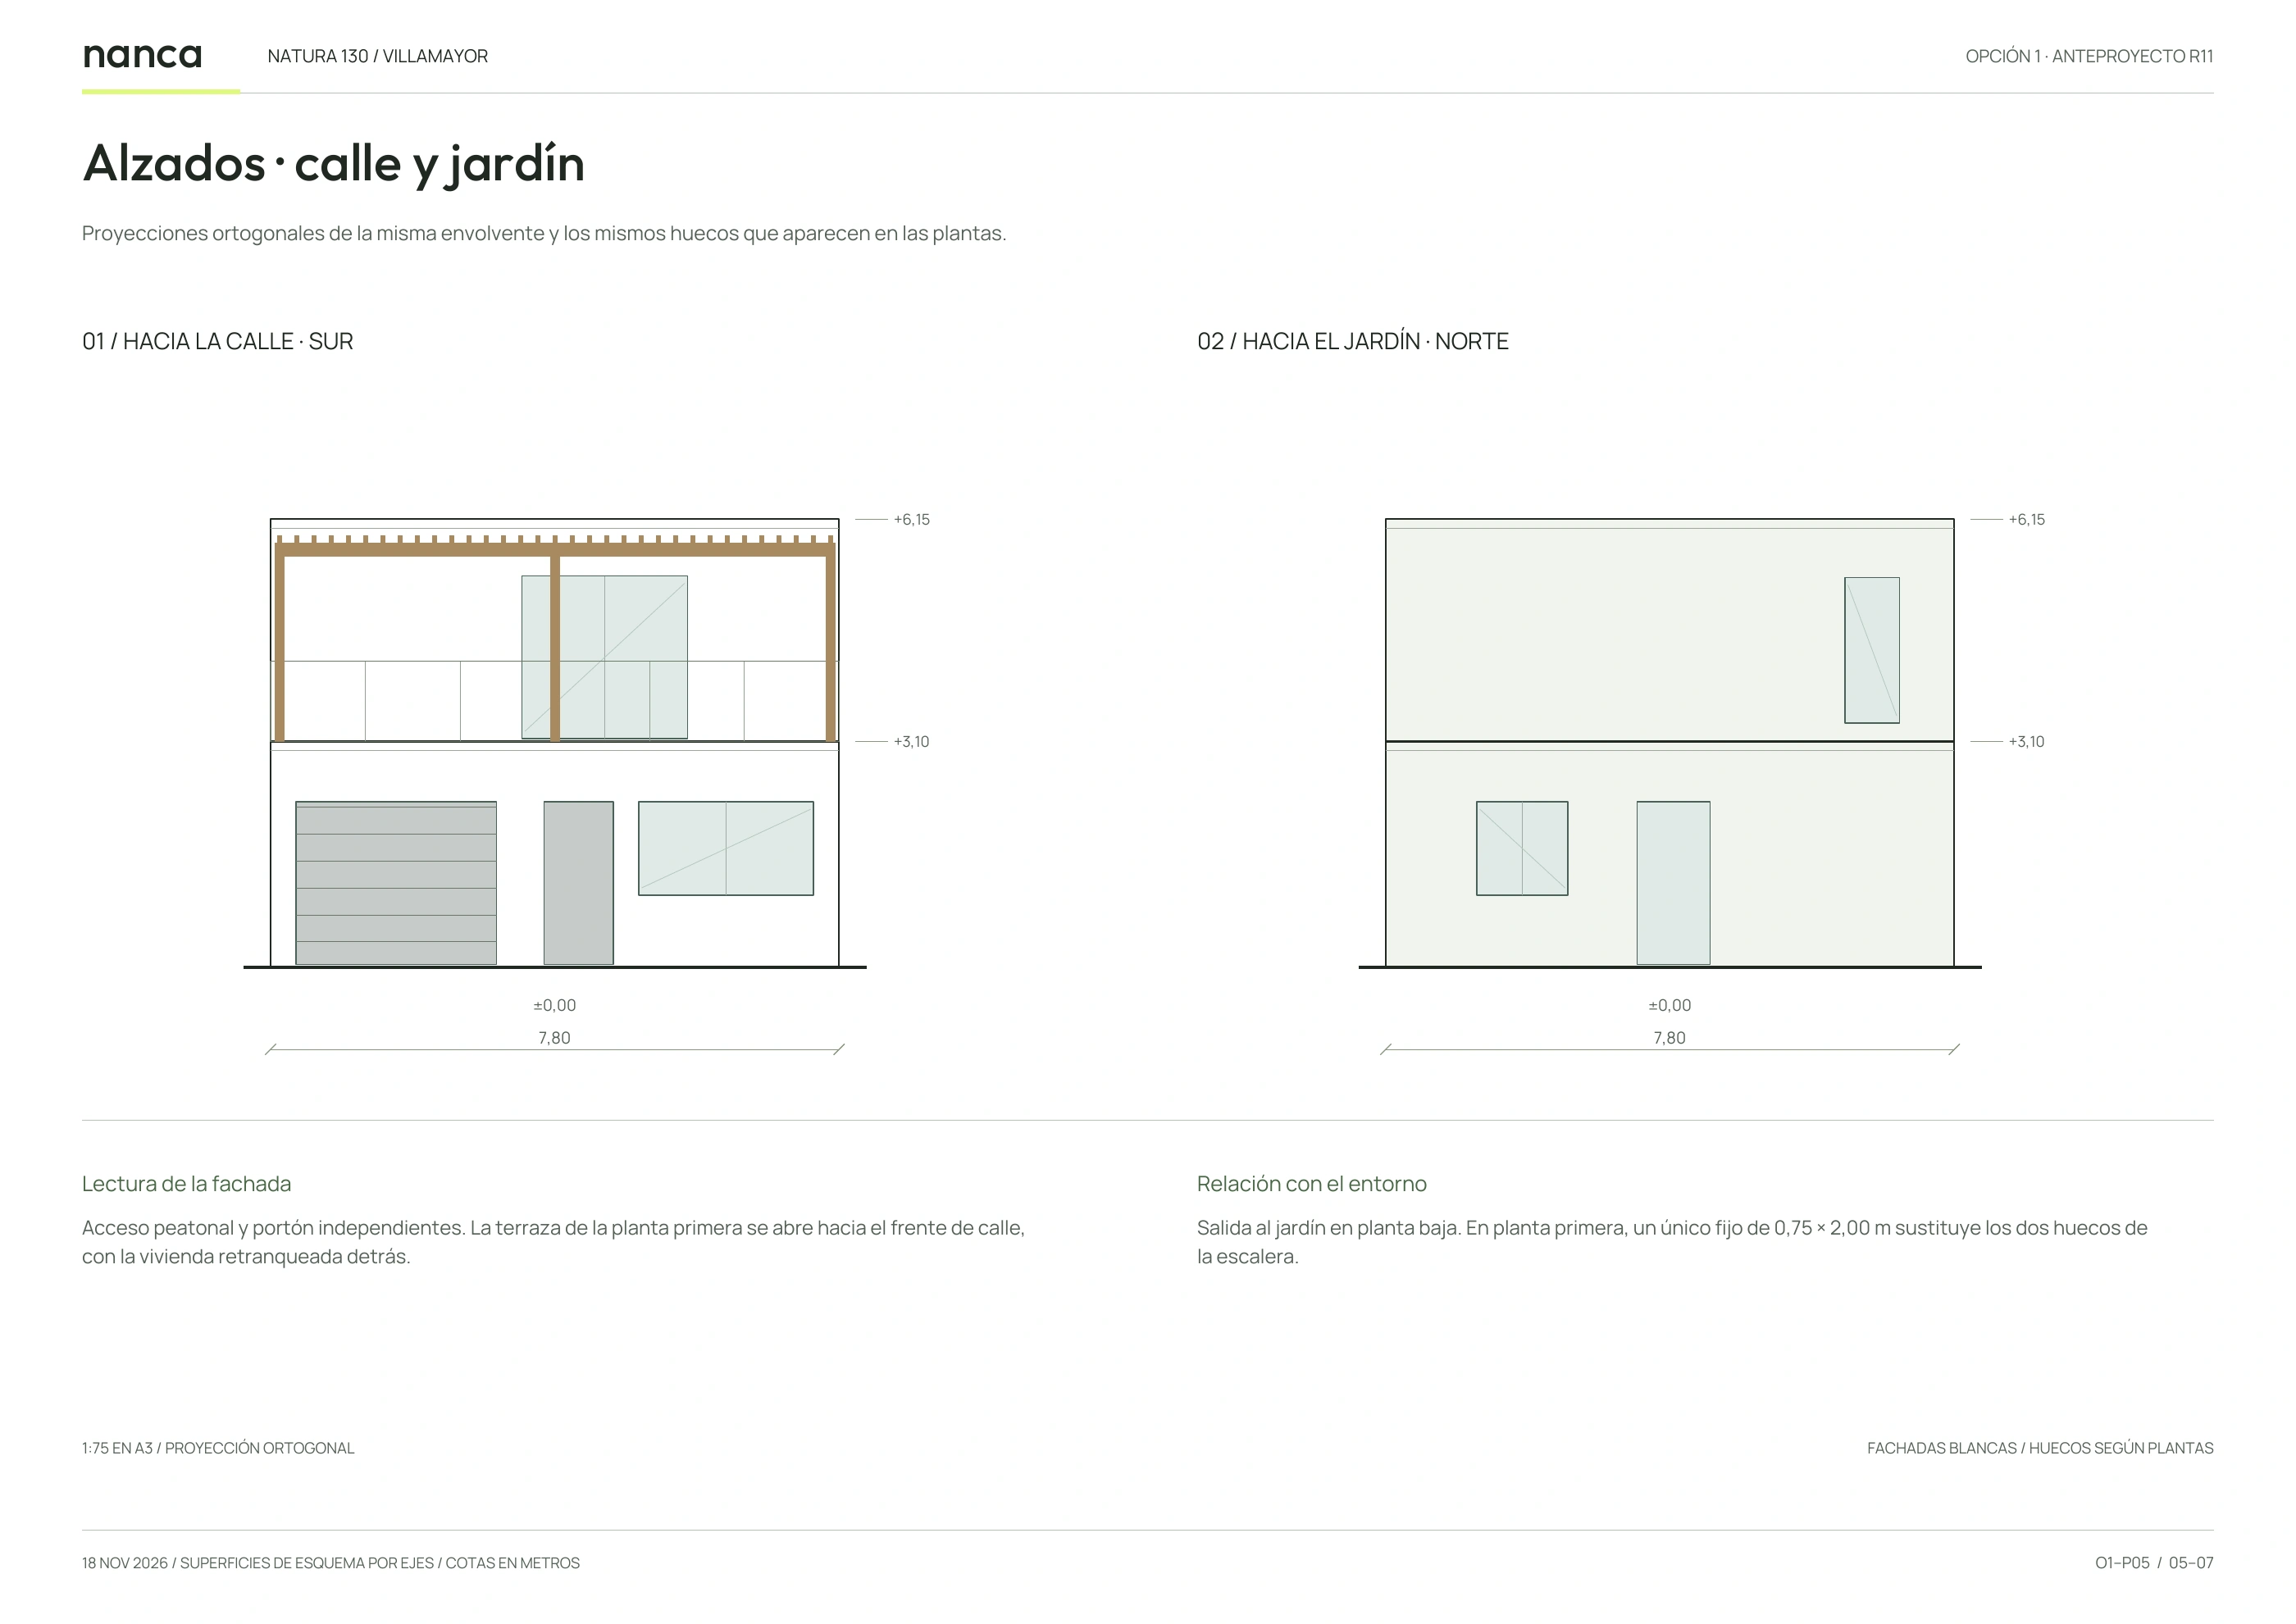 nanca
NATURA 130 / VILLAMAYOR
OPCIÓN 1 · ANTEPROYECTO R11
Alzados · calle y jardín
Proyecciones ortogonales de la misma envolvente y los mismos huecos que aparecen en las plantas.
01 / HACIA LA CALLE · SUR
+6,15
+3,10
±0,00
7,80
02 / HACIA EL JARDÍN · NORTE
+6,15
+3,10
±0,00
7,80
Lectura de la fachada
Acceso peatonal y portón independientes. La terraza de la planta primera se abre hacia el frente de calle,
con la vivienda retranqueada detrás.
Relación con el entorno
Salida al jardín en planta baja. En planta primera, un único fijo de 0,75 × 2,00 m sustituye los dos huecos de
la escalera.
1:75 EN A3 / PROYECCIÓN ORTOGONAL
FACHADAS BLANCAS / HUECOS SEGÚN PLANTAS
18 NOV 2026 / SUPERFICIES DE ESQUEMA POR EJES / COTAS EN METROS
O1-P05 / 05-07